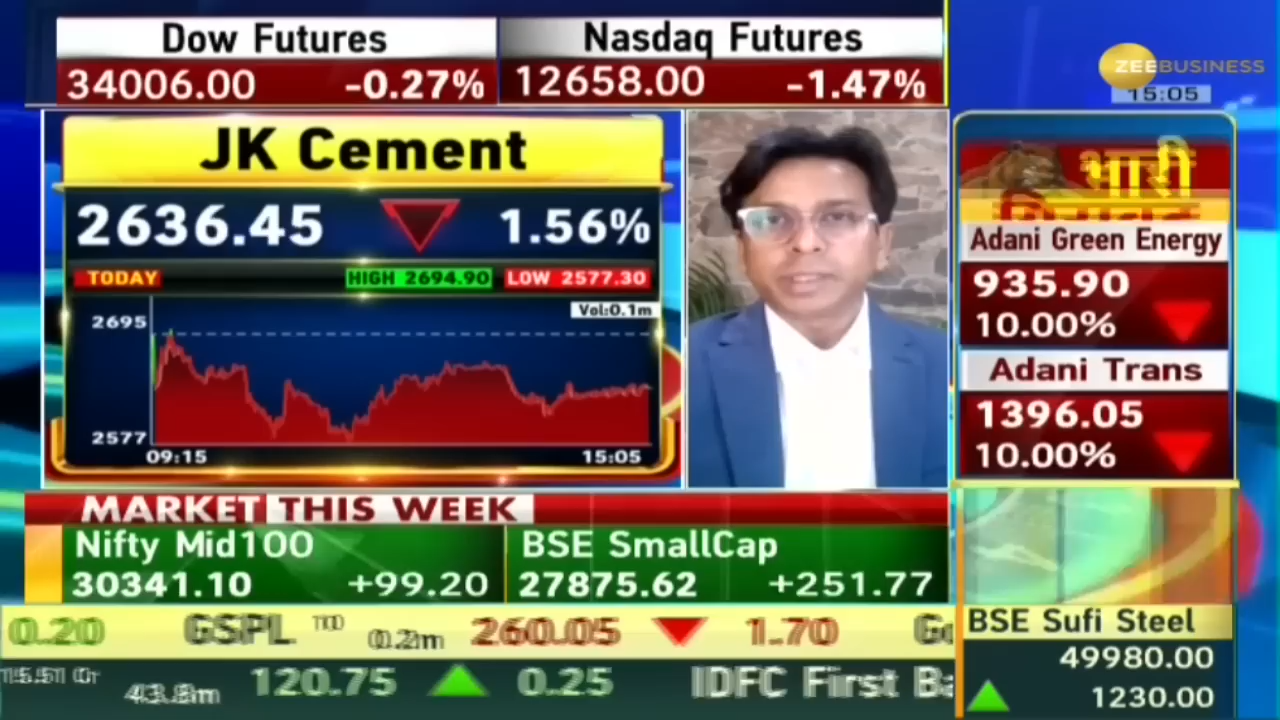 Dow Futures
34006.00 -0.27%
Nasdaq Futures
12658.00 -1.47%
ZEEBUSINESS
15:05
JK Cement
2636.45 1.56%
TODAY HIGH 2694.90 LOW 2577.30
Vol:0.1m
2695
2577
09:15 15:05
भारी
Adani Green Energy
935.90
10.00%
Adani Trans
1396.05
10.00%
MARKET THIS WEEK
Nifty Mid100
30341.10 +99.20
BSE SmallCap
27875.62 +251.77
0.20 GSPL 0.2m 260.05 1.70
43.8m 120.75 0.25 IDFC First
BSE Sufi Steel
49980.00
1230.00